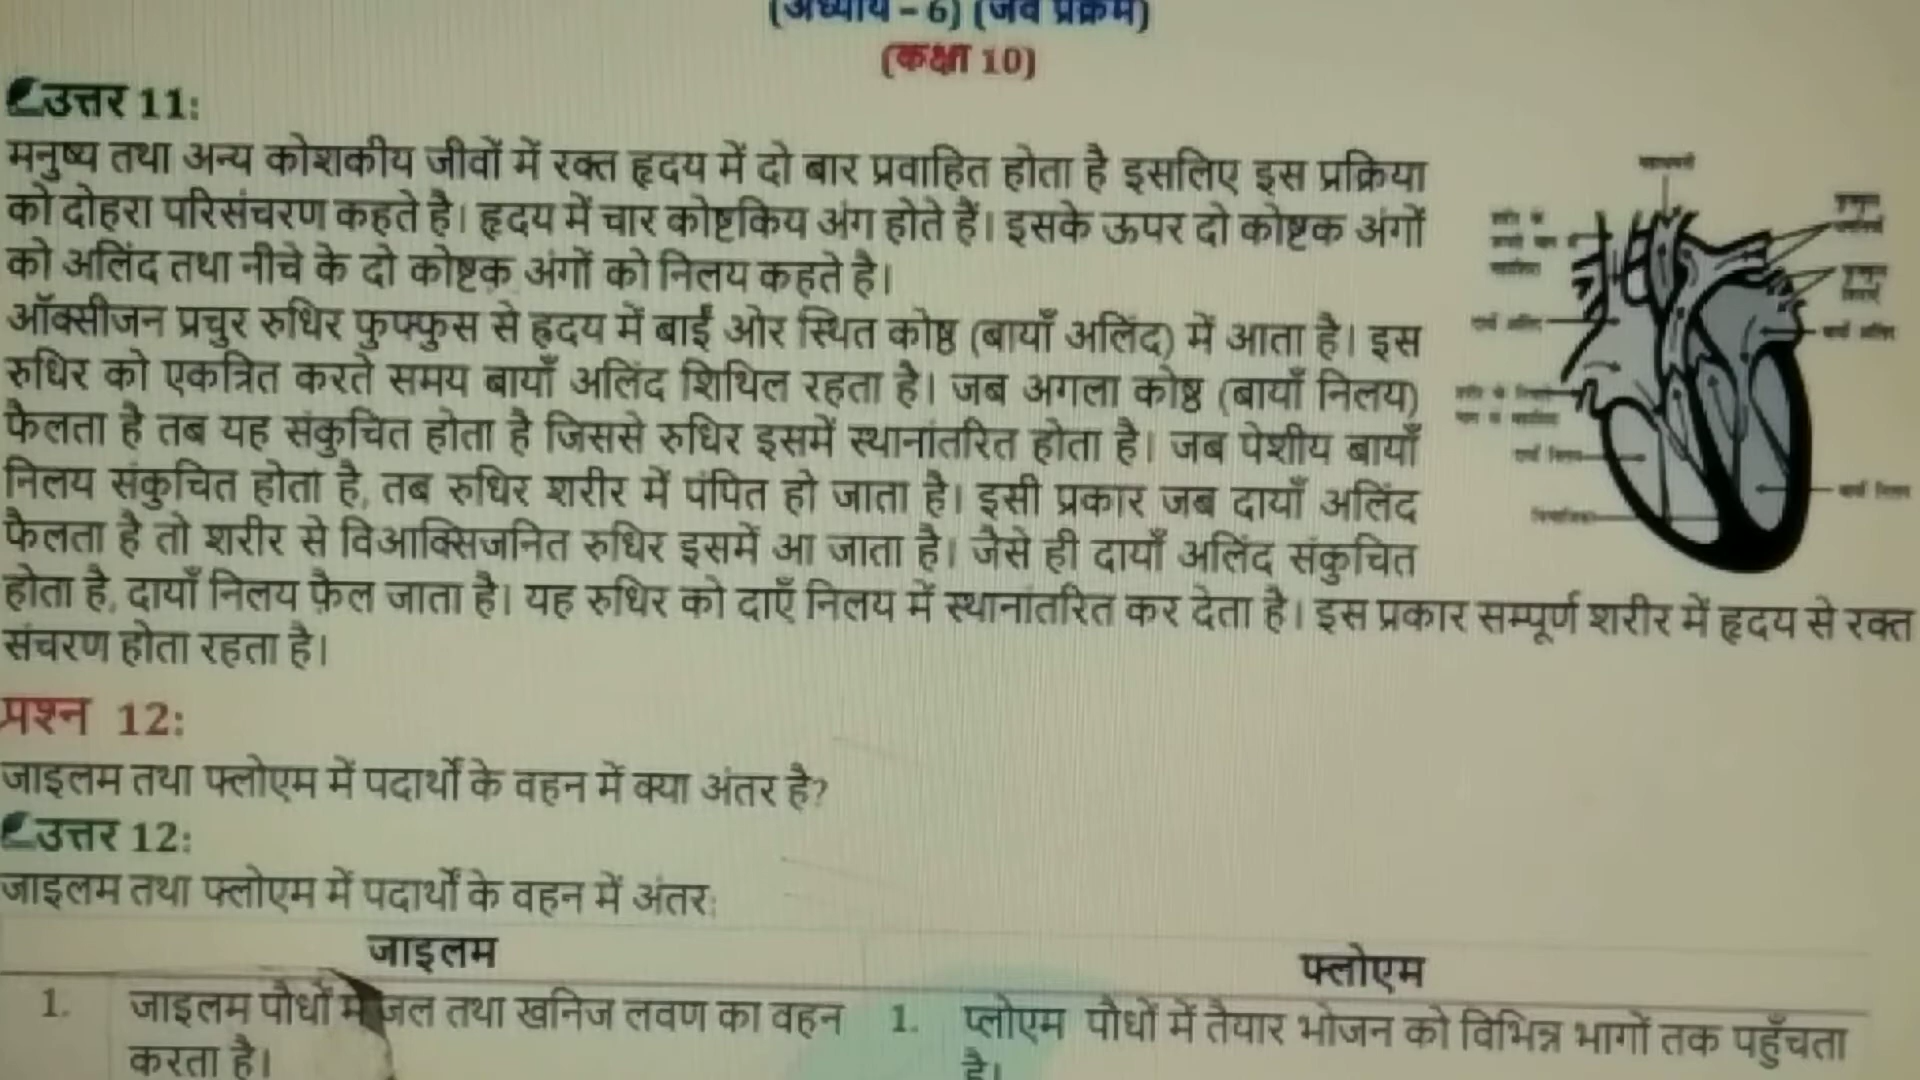 (अध्याय – 6) (जैव प्रक्रम)
(कक्षा 10)
उत्तर 11:
मनुष्य तथा अन्य कोशकीय जीवों में रक्त हृदय में दो बार प्रवाहित होता है इसलिए इस प्रक्रिया
को दोहरा परिसंचरण कहते है। हृदय में चार कोष्टकिय अंग होते हैं। इसके ऊपर दो कोष्टक अंगों
को अलिंद तथा नीचे के दो कोष्टक अंगों को निलय कहते है।
ऑक्सीजन प्रचुर रुधिर फुफ्फुस से ह्रदय में बाईं ओर स्थित कोष्ठ (बायाँ अलिंद) में आता है। इस
रुधिर को एकत्रित करते समय बायाँ अलिंद शिथिल रहता है। जब अगला कोष्ठ (बायाँ निलय)
फैलता है तब यह संकुचित होता है जिससे रुधिर इसमें स्थानांतरित होता है। जब पेशीय बायाँ
निलय संकुचित होता है, तब रुधिर शरीर में पंपित हो जाता है। इसी प्रकार जब दायाँ अलिंद
फैलता है तो शरीर से विआक्सिजनित रुधिर इसमें आ जाता है। जैसे ही दायाँ अलिंद संकुचित
होता है, दायाँ निलय फ़ैल जाता है। यह रुधिर को दाएँ निलय में स्थानांतरित कर देता है। इस प्रकार सम्पूर्ण शरीर में हृदय से रक्त
संचरण होता रहता है।
प्रश्न 12:
जाइलम तथा फ्लोएम में पदार्थों के वहन में क्या अंतर है?
उत्तर 12:
जाइलम तथा फ्लोएम में पदार्थों के वहन में अंतर:
जाइलम
फ्लोएम
1. जाइलम पौधों में जल तथा खनिज लवण का वहन
करता है।
1. प्लोएम पौधों में तैयार भोजन को विभिन्न भागों तक पहुँचता
है।